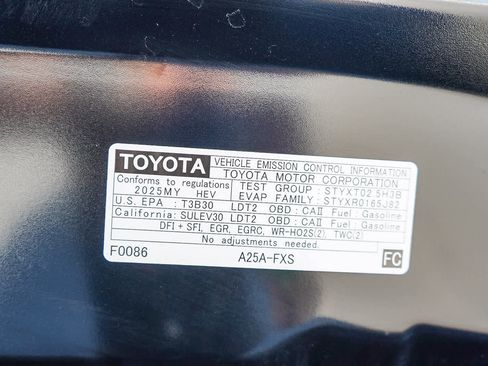 TOYOTA
VEHICLE EMISSION CONTROL INFORMATION
TOYOTA MOTOR CORPORATION
Conforms to regulations
2025MY HEV
TEST GROUP : STYXT02.5HJB
EVAP FAMILY : STYXR0165J82
U.S. EPA : T3B30 LDT2 OBD : CAII Fuel : Gasoline
California: SULEV30 LDT2 OBD : CAII Fuel : Gasoline
No adjustments needed.
DFI + SFI, EGR, EGRC, WR-HO2S(2), TWC(2)
F0086 A25A-FXS FC